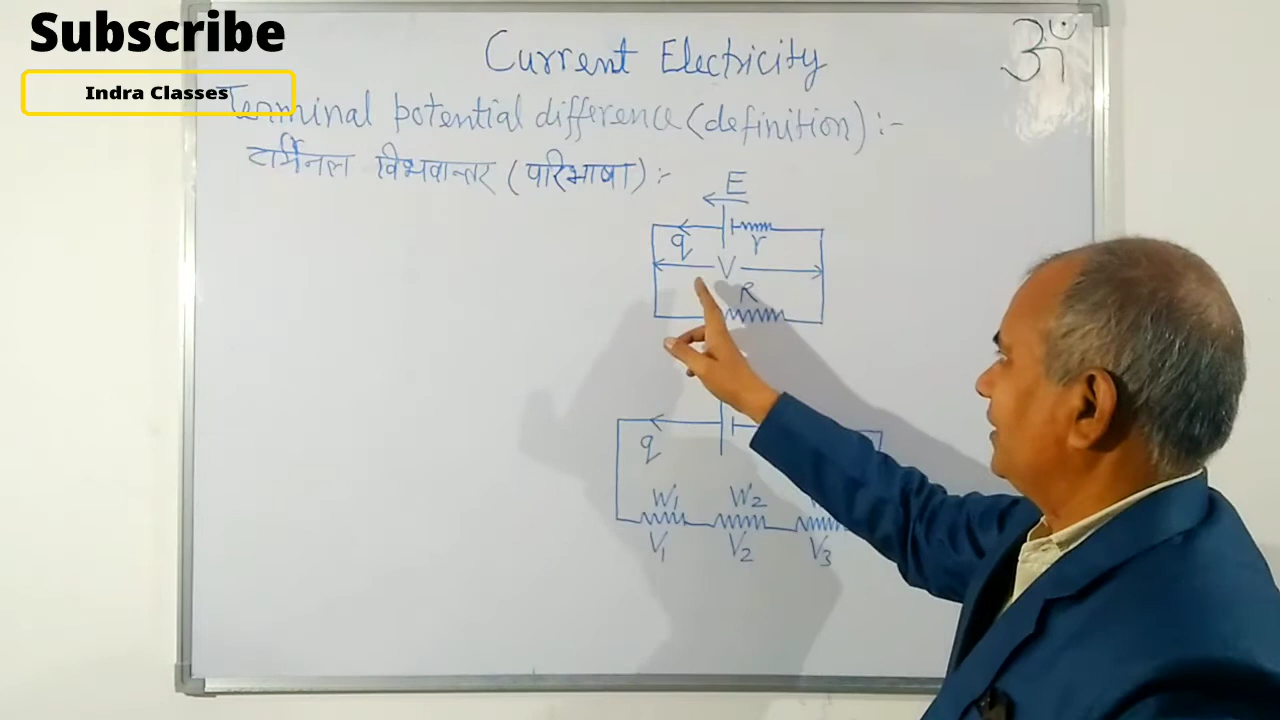 Subscribe
Indra Classes
Current Electricity
ॐ
Terminal potential difference (definition) :-
टर्मिनल विभवान्तर (परिभाषा) :-
E
q
r
V
R
q
W1 W2
V1 V2 V3